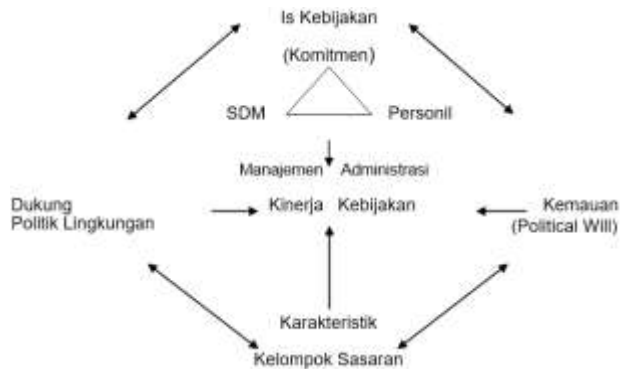 Is Kebijakan
(Komitmen)
SDM Personil
Manajemen Administrasi
Dukung
Politik Lingkungan
Kinerja Kebijakan
Kemauan
(Political Will)
Karakteristik
Kelompok Sasaran